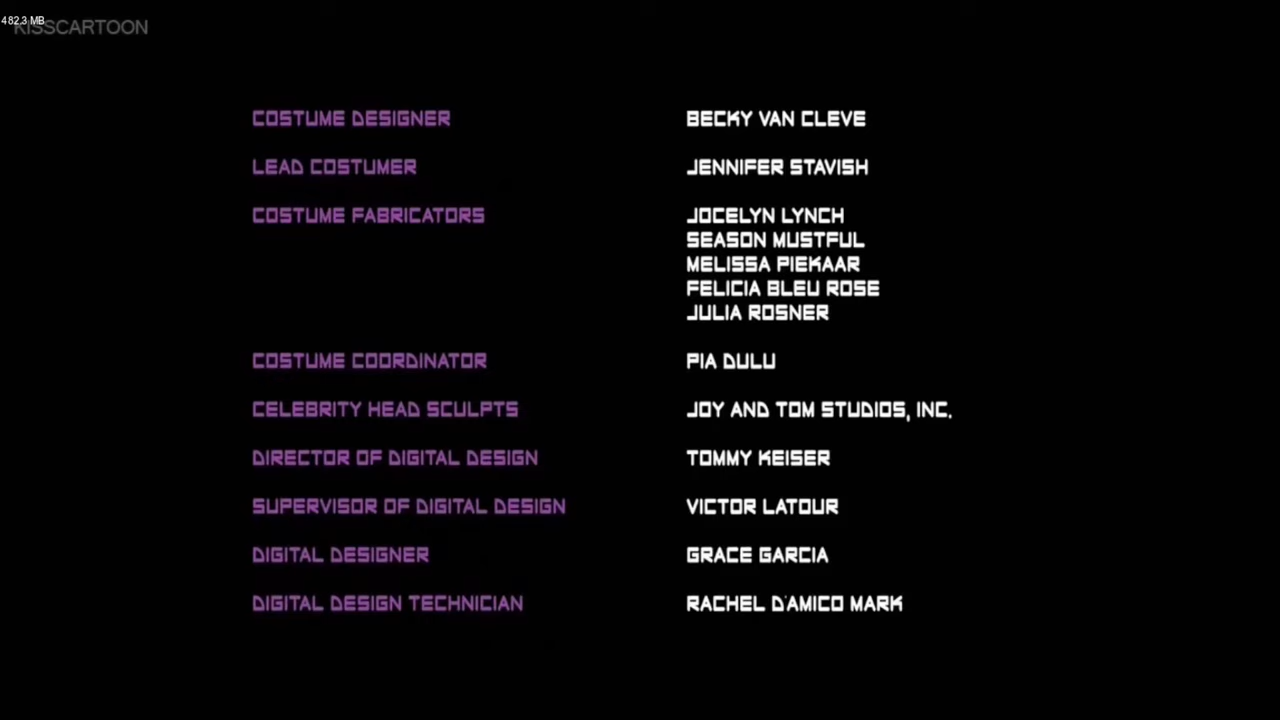 482.3 MB
KISSCARTOON
COSTUME DESIGNER BECKY VAN CLEVE
LEAD COSTUMER JENNIFER STAVISH
COSTUME FABRICATORS JOCELYN LYNCH
SEASON MUSTFUL
MELISSA PIEKAAR
FELICIA BLEU ROSE
JULIA ROSNER
COSTUME COORDINATOR PIA DULU
CELEBRITY HEAD SCULPTS JOY AND TOM STUDIOS, INC.
DIRECTOR OF DIGITAL DESIGN TOMMY KEISER
SUPERVISOR OF DIGITAL DESIGN VICTOR LATOUR
DIGITAL DESIGNER GRACE GARCIA
DIGITAL DESIGN TECHNICIAN RACHEL D'AMICO MARK